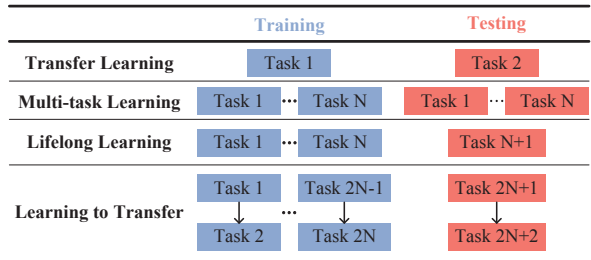 Training Testing
Transfer Learning Task 1 Task 2
Multi-task Learning Task 1 ... Task N Task 1 ... Task N
Lifelong Learning Task 1 ... Task N Task N+1
Task 1 Task 2N-1 Task 2N+1
Learning to Transfer ...
Task 2 Task 2N Task 2N+2